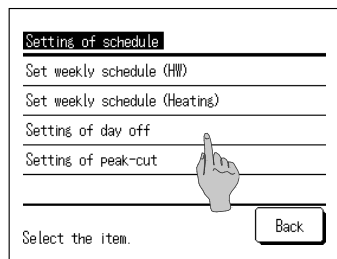 Setting of schedule
Set weekly schedule (HW)
Set weekly schedule (Heating)
Setting of day off
Setting of peak-cut
Select the item.
Back